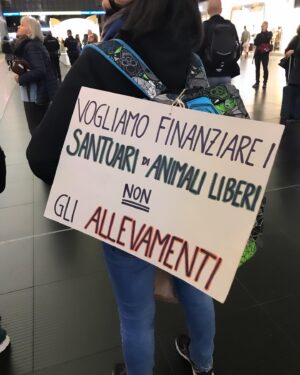 VOGLIAMO FINANZIARE I
SANTUARI DI ANIMALI LIBERI
NON
GLI ALLEVAMENTI